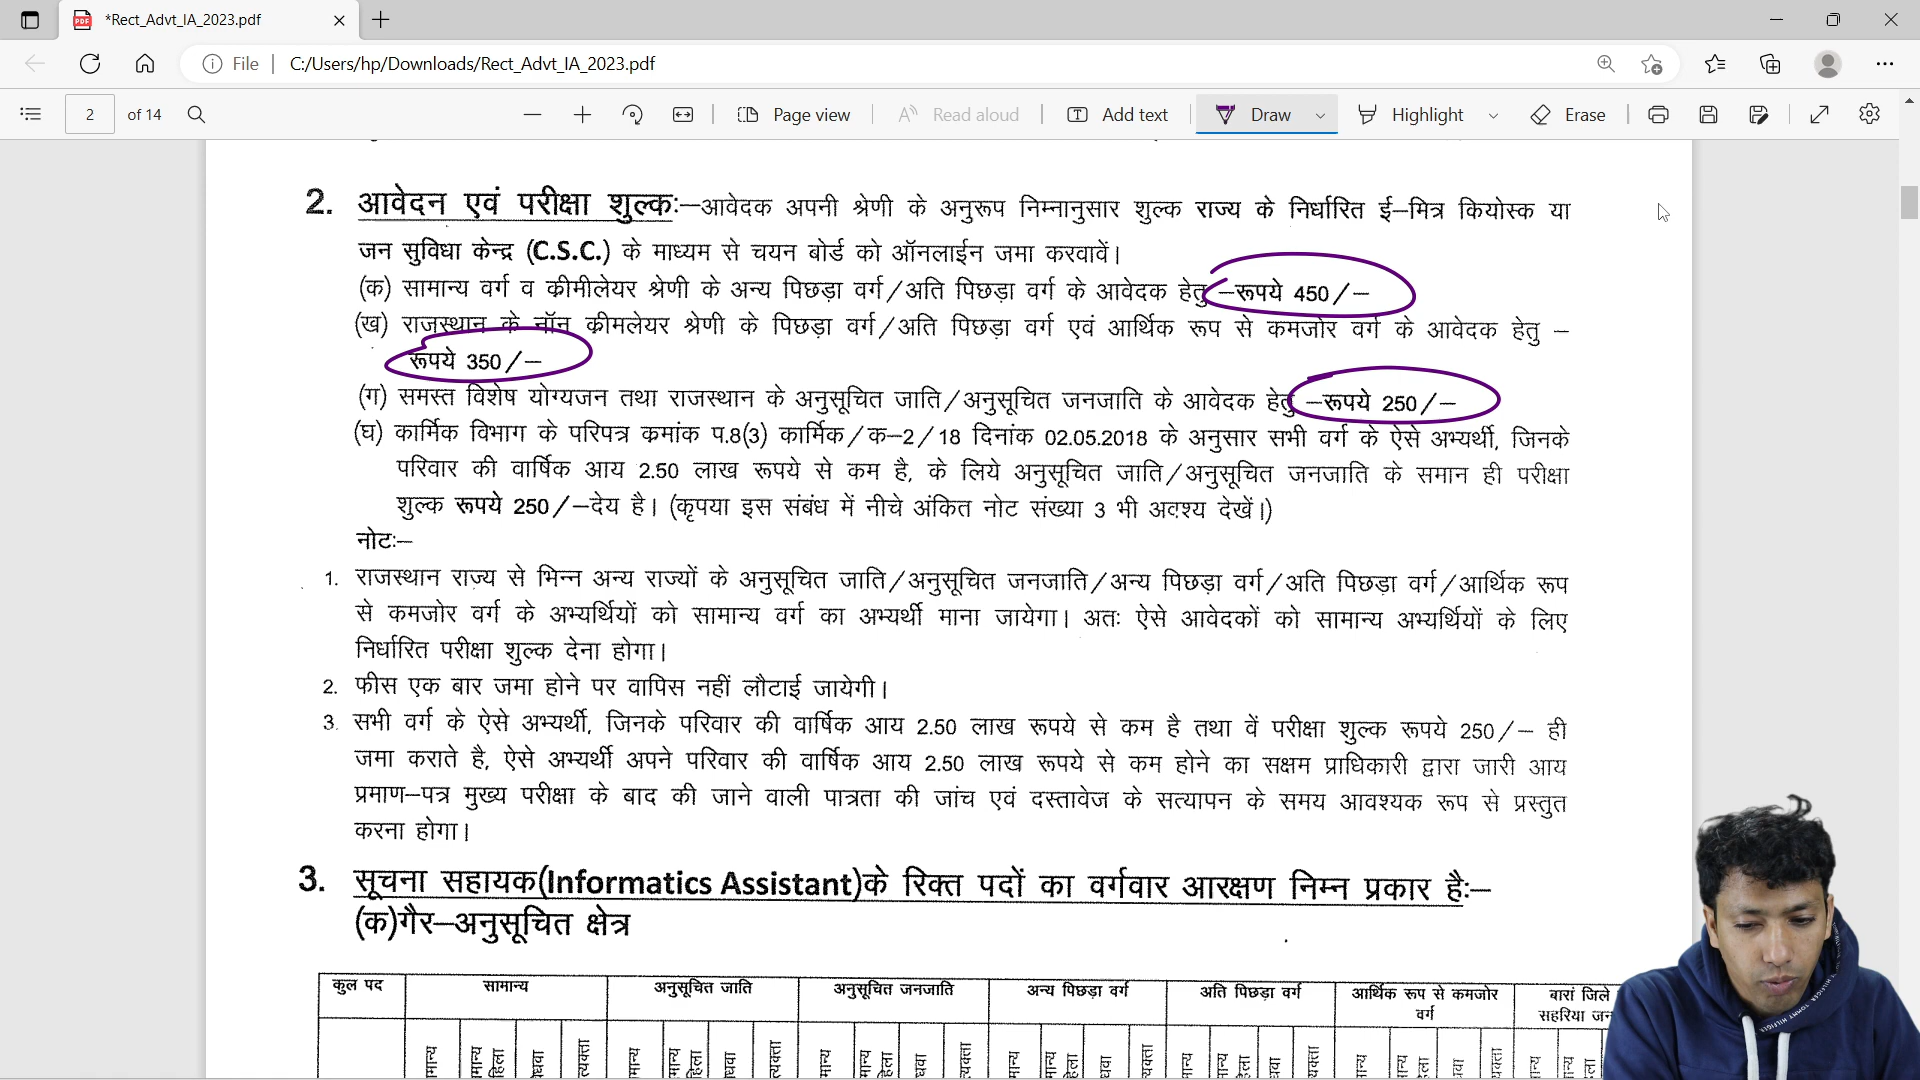 *Rect_Advt_IA_2023.pdf
File C:/Users/hp/Downloads/Rect_Advt_IA_2023.pdf
2 of 14 Page view Read aloud Add text Draw Highlight Erase
2. आवेदन एवं परीक्षा शुल्क:—आवेदक अपनी श्रेणी के अनुरूप निम्नानुसार शुल्क राज्य के निर्धारित ई—मित्र कियोस्क या
जन सुविधा केन्द्र (C.S.C.) के माध्यम से चयन बोर्ड को ऑनलाईन जमा करवावें।
(क) सामान्य वर्ग व क्रीमीलेयर श्रेणी के अन्य पिछड़ा वर्ग/अति पिछड़ा वर्ग के आवेदक हेतु —रूपये 450/—
(ख) राजस्थान के नॉन क्रीमलेयर श्रेणी के पिछड़ा वर्ग/अति पिछड़ा वर्ग एवं आर्थिक रूप से कमजोर वर्ग के आवेदक हेतु —
रूपये 350/—
(ग) समस्त विशेष योग्यजन तथा राजस्थान के अनुसूचित जाति/अनुसूचित जनजाति के आवेदक हेतु —रूपये 250/—
(घ) कार्मिक विभाग के परिपत्र क्रमांक प.8(3) कार्मिक/क—2/18 दिनांक 02.05.2018 के अनुसार सभी वर्ग के ऐसे अभ्यर्थी, जिनके
परिवार की वार्षिक आय 2.50 लाख रूपये से कम है, के लिये अनुसूचित जाति/अनुसूचित जनजाति के समान ही परीक्षा
शुल्क रूपये 250/—देय है। (कृपया इस संबंध में नीचे अंकित नोट संख्या 3 भी अवश्य देखें।)
नोट:—
1. राजस्थान राज्य से भिन्न अन्य राज्यों के अनुसूचित जाति/अनुसूचित जनजाति/अन्य पिछड़ा वर्ग/अति पिछड़ा वर्ग/आर्थिक रूप
से कमजोर वर्ग के अभ्यर्थियों को सामान्य वर्ग का अभ्यर्थी माना जायेगा। अतः ऐसे आवेदकों को सामान्य अभ्यर्थियों के लिए
निर्धारित परीक्षा शुल्क देना होगा।
2. फीस एक बार जमा होने पर वापिस नहीं लौटाई जायेगी।
3. सभी वर्ग के ऐसे अभ्यर्थी, जिनके परिवार की वार्षिक आय 2.50 लाख रूपये से कम है तथा वें परीक्षा शुल्क रूपये 250/— ही
जमा कराते है, ऐसे अभ्यर्थी अपने परिवार की वार्षिक आय 2.50 लाख रूपये से कम होने का सक्षम प्राधिकारी द्वारा जारी आय
प्रमाण—पत्र मुख्य परीक्षा के बाद की जाने वाली पात्रता की जांच एवं दस्तावेज के सत्यापन के समय आवश्यक रूप से प्रस्तुत
करना होगा।
3. सूचना सहायक(Informatics Assistant)के रिक्त पदों का वर्गवार आरक्षण निम्न प्रकार है:—
(क)गैर—अनुसूचित क्षेत्र
कुल पद सामान्य अनुसूचित जाति अनुसूचित जनजाति अन्य पिछड़ा वर्ग अति पिछड़ा वर्ग आर्थिक रूप से कमजोर वर्ग बारां जिले
सहरिया